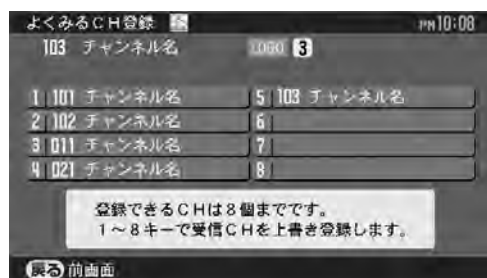 よくみるCH登録 PM10:08
103 チャンネル名 LOGO 3
1 101 チャンネル名 5 103 チャンネル名
2 102 チャンネル名 6
3 011 チャンネル名 7
4 021 チャンネル名 8
登録できるCHは8個までです。
1～8キーで受信CHを上書き登録します。
戻る 前画面